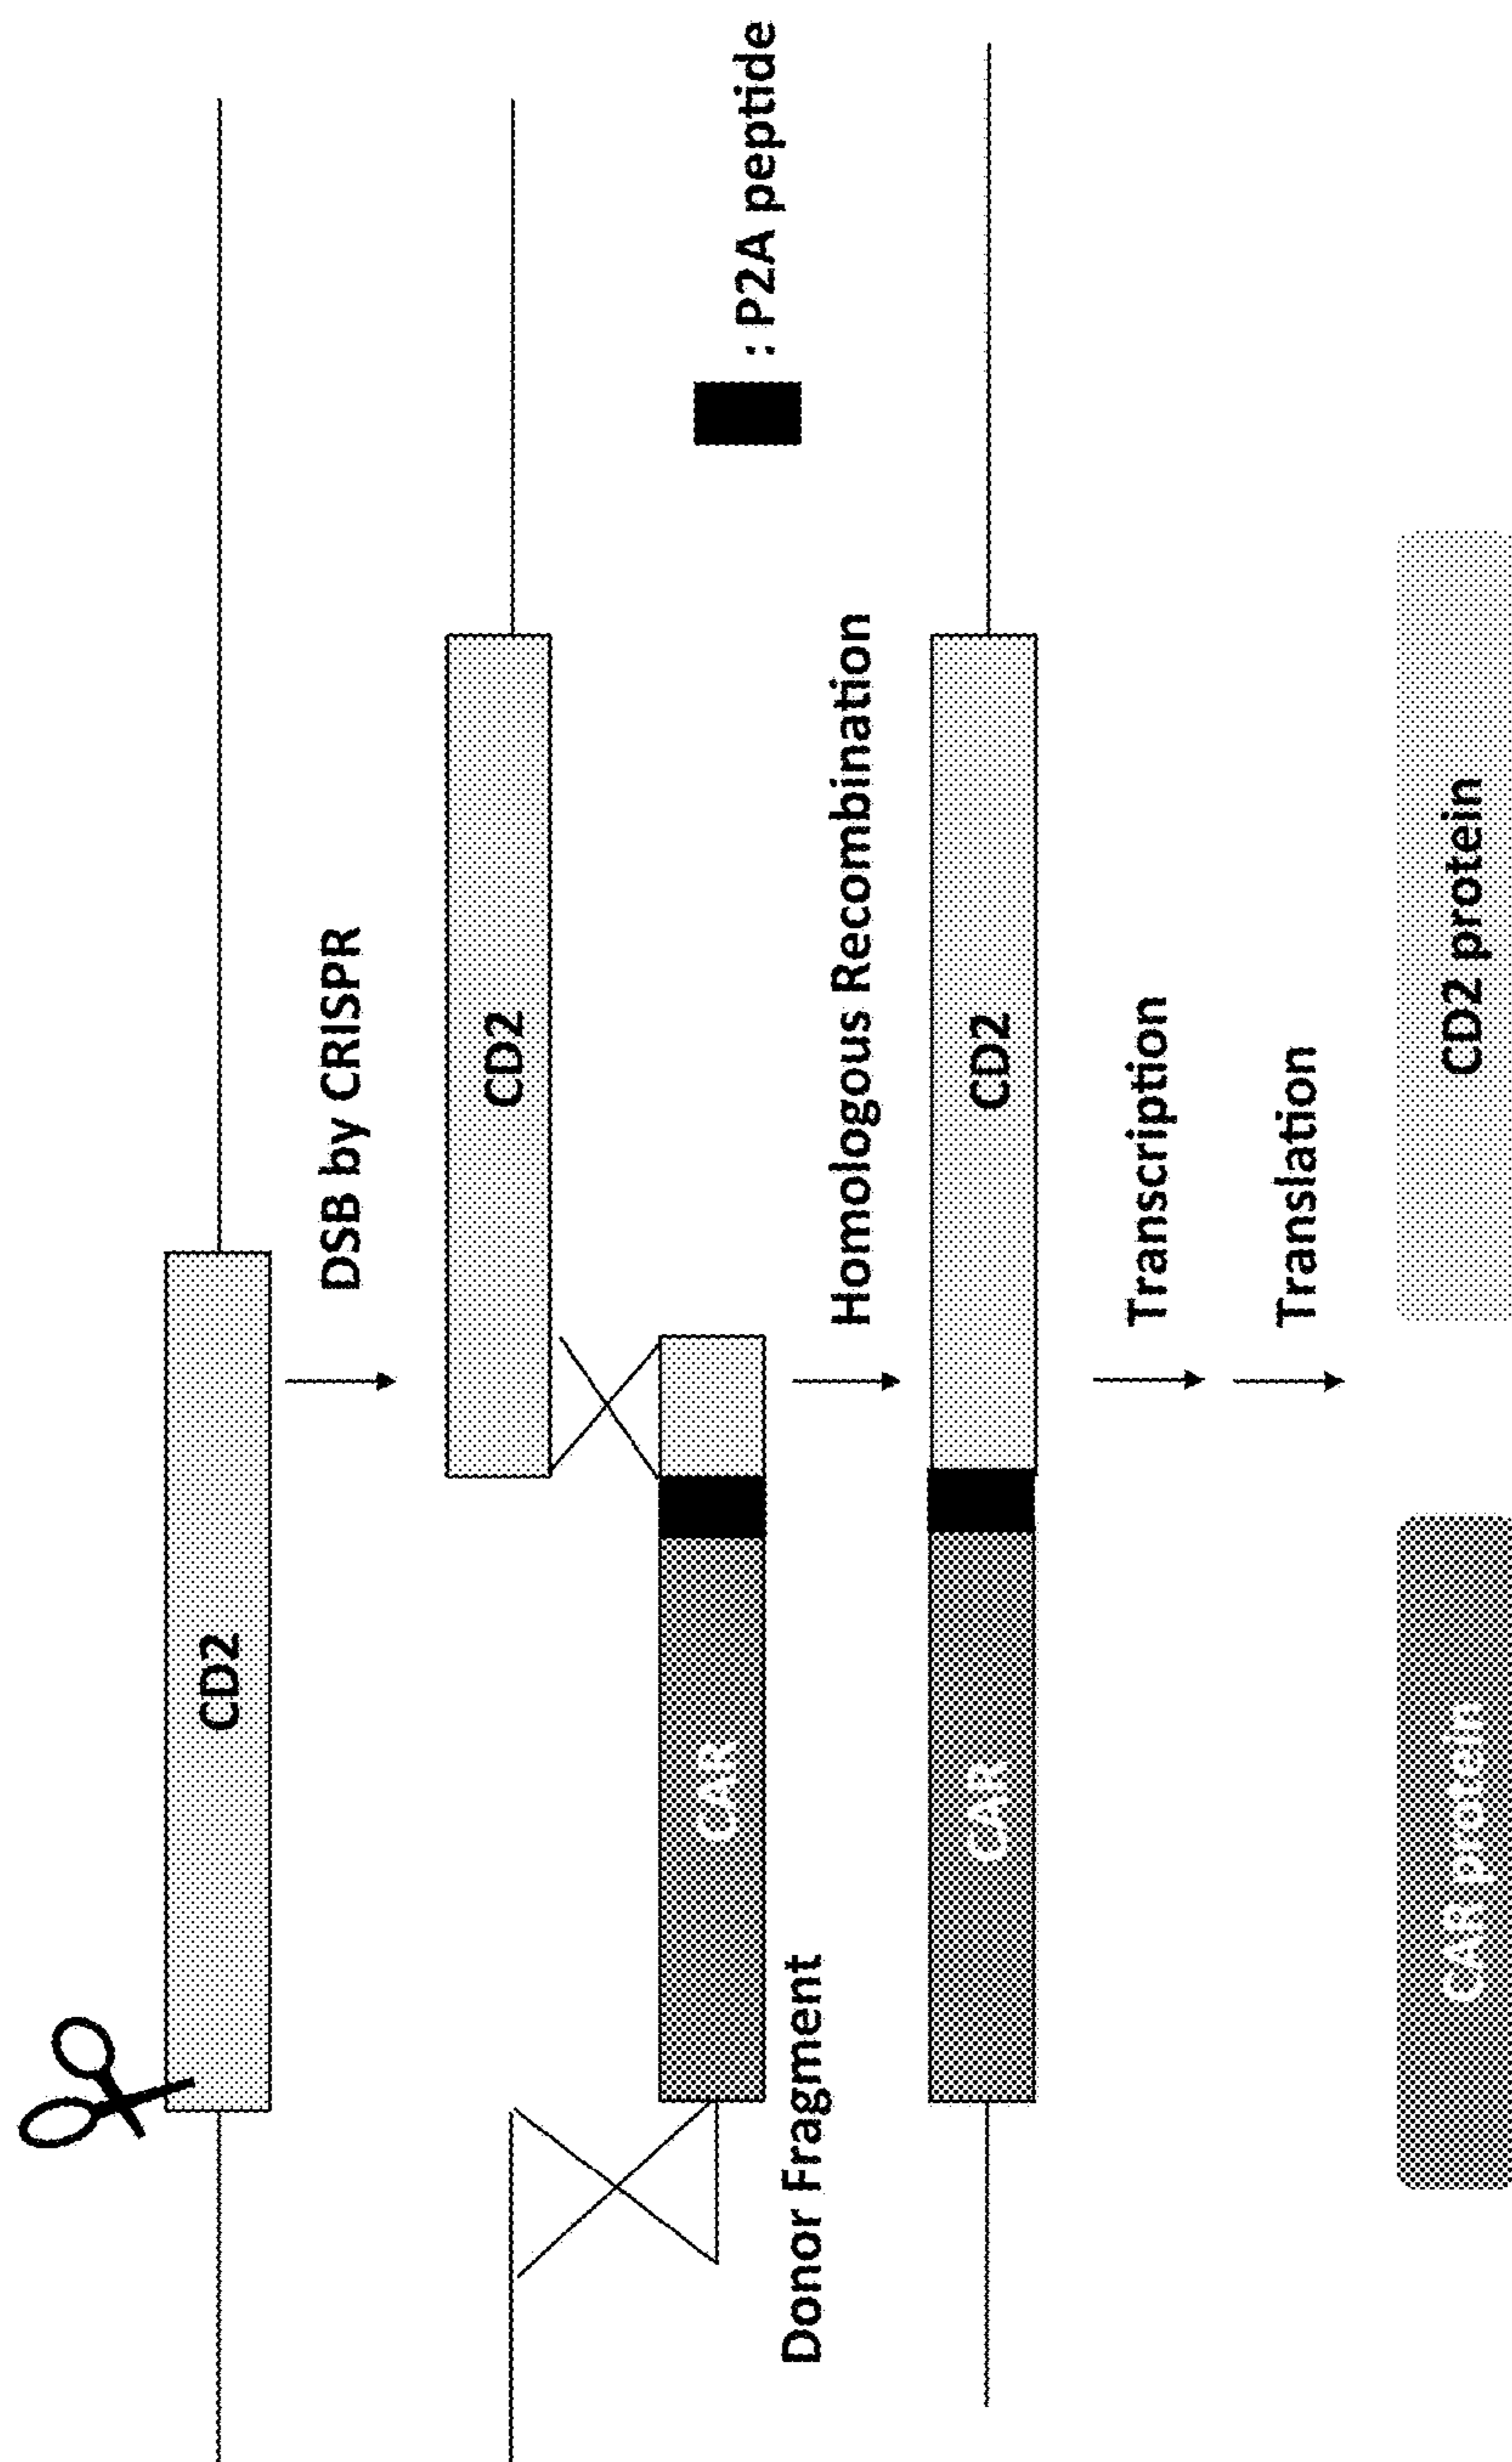 CD2
DSB by CRISPR
CD2
CAR
: P2A peptide
Donor Fragment
Homologous Recombination
CAR
CD2
Transcription
Translation
CAR protein
CD2 protein